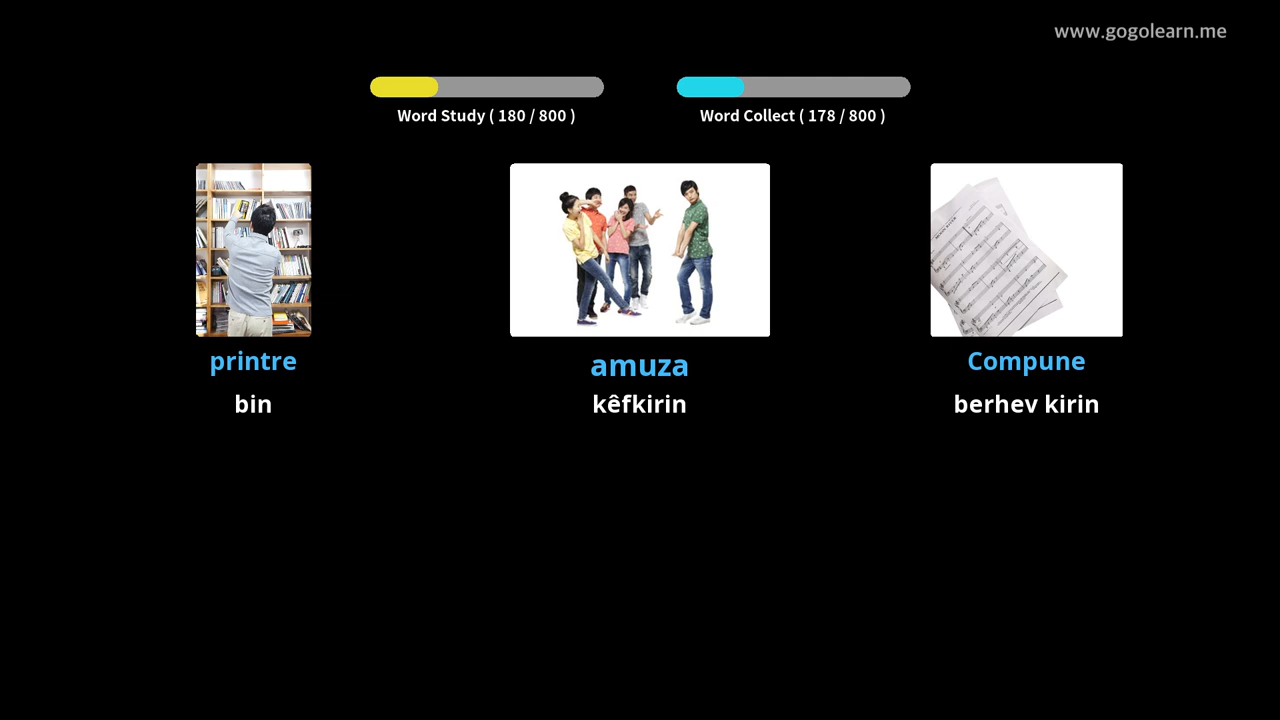 www.gogolearn.me
Word Study ( 180 / 800 )
Word Collect ( 178 / 800 )
printre
amuza
Compune
bin
kêfkirin
berhev kirin